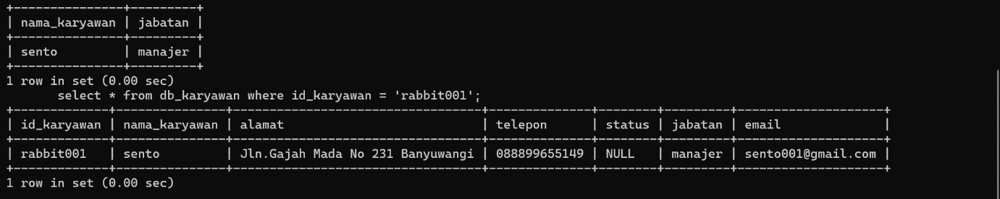 +---------------+---------+
| nama_karyawan | jabatan |
+---------------+---------+
| sento         | manajer |
+---------------+---------+
1 row in set (0.00 sec)
       select * from db_karyawan where id_karyawan = 'rabbit001';
+-------------+---------------+----------------------------------+--------------+--------+---------+--------------------+
| id_karyawan | nama_karyawan | alamat                           | telepon      | status | jabatan | email              |
+-------------+---------------+----------------------------------+--------------+--------+---------+--------------------+
| rabbit001   | sento         | Jln.Gajah Mada No 231 Banyuwangi | 088899655149 | NULL   | manajer | sento001@gmail.com |
+-------------+---------------+----------------------------------+--------------+--------+---------+--------------------+
1 row in set (0.00 sec)